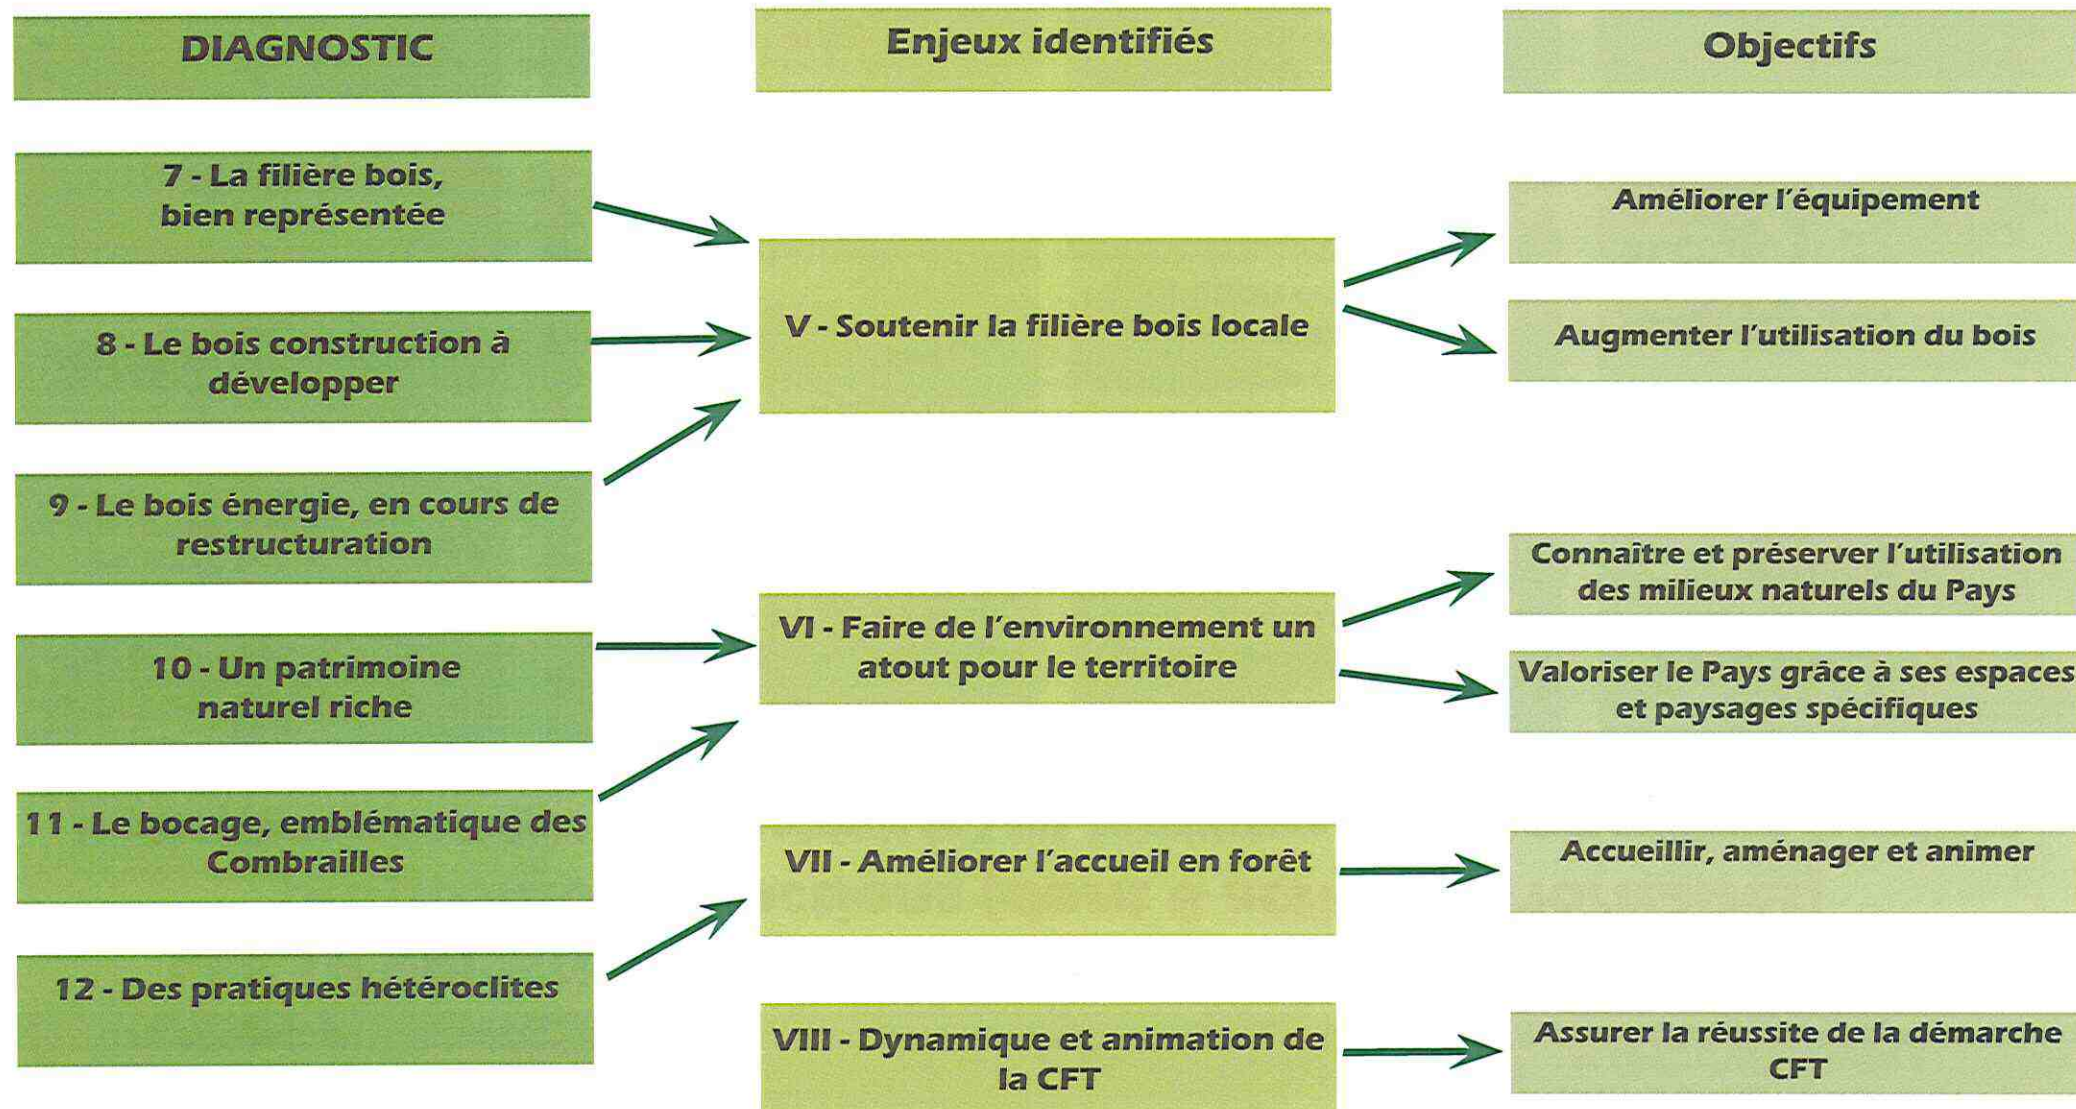 DIAGNOSTIC
7 - La filière bois,
bien représentée
8 - Le bois construction à
développer
9 - Le bois énergie, en cours de
restructuration
10 - Un patrimoine
naturel riche
11 - Le bocage, emblématique des
Combrailles
12 - Des pratiques hétéroclites
Enjeux identifiés
V - Soutenir la filière bois locale
VI - Faire de l'environnement un
atout pour le territoire
VII - Améliorer l'accueil en forêt
VIII - Dynamique et animation de
la CFT
Objectifs
Améliorer l'équipement
Augmenter l'utilisation du bois
Connaître et préserver l'utilisation
des milieux naturels du Pays
Valoriser le Pays grâce à ses espaces
et paysages spécifiques
Accueillir, aménager et animer
Assurer la réussite de la démarche
CFT